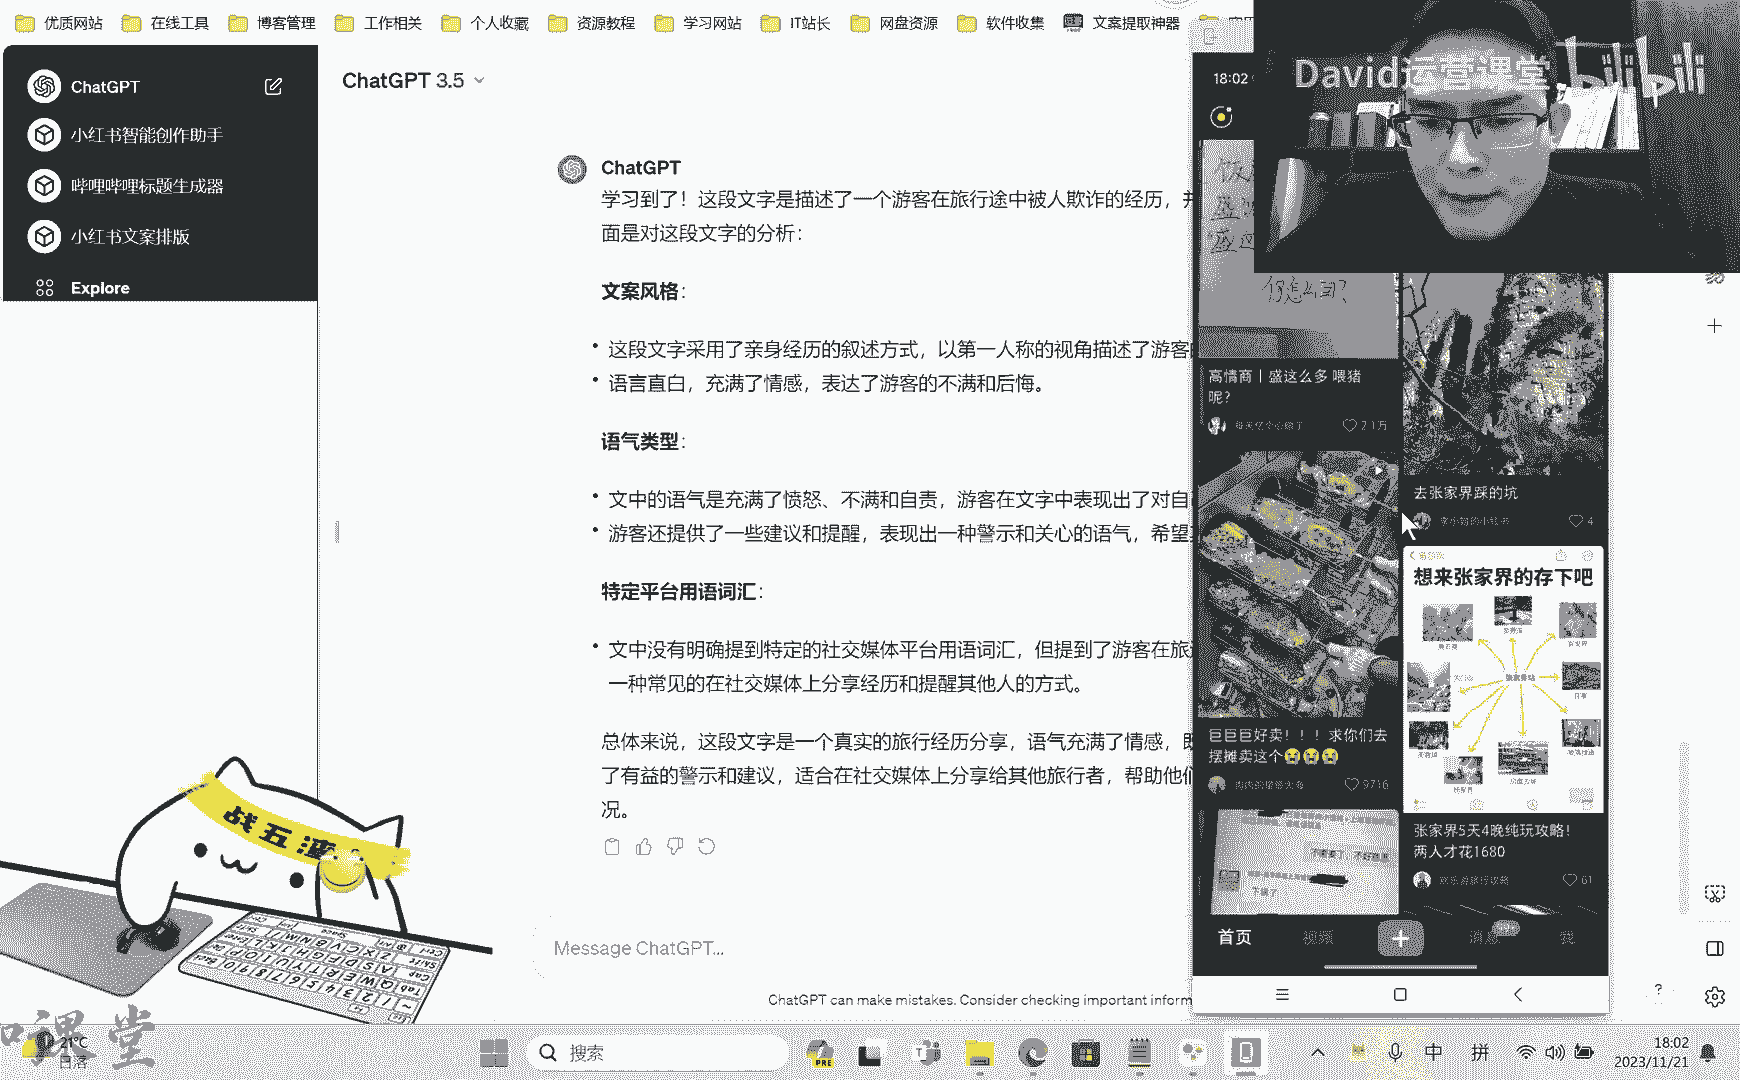 优质网站
在线工具
博客管理
工作相关
个人收藏
资源教程
学习网站
IT站长
网盘资源
软件收集
文案提取神器
ChatGPT
小红书智能创作助手
哔哩哔哩标题生成器
小红书文案排版
Explore
ChatGPT 3.5
ChatGPT
学习到了！这段文字是描述了一个游客在旅行途中被人欺诈的经历，并
面是对这段文字的分析：
文案风格：
• 这段文字采用了亲身经历的叙述方式，以第一人称的视角描述了游客
• 语言直白，充满了情感，表达了游客的不满和后悔。
语气类型：
• 文中的语气是充满了愤怒、不满和自责，游客在文字中表现出了对自
• 游客还提供了一些建议和提醒，表现出一种警示和关心的语气，希望
特定平台用语词汇：
• 文中没有明确提到特定的社交媒体平台用语词汇，但提到了游客在旅
一种常见的在社交媒体上分享经历和提醒其他人的方式。
总体来说，这段文字是一个真实的旅行经历分享，语气充满了情感，既
了有益的警示和建议，适合在社交媒体上分享给其他旅行者，帮助他们
况。
Message ChatGPT...
ChatGPT can make mistakes. Consider checking important inform
18:02
David运营课堂
bilibili
你怎么回？
高情商丨盛这么多 喂猪
呢？
去张家界踩的坑
4
想来张家界的存下吧
巨巨巨好卖！！！求你们去
摆摊卖这个😭😭😭
9716
张家界5天4晚纯玩攻略！
两人才花1680
61
首页
视频
消息
我
战五渣
课堂
21°C
日落
搜索
PRE
中
拼
18:02
2023/11/21